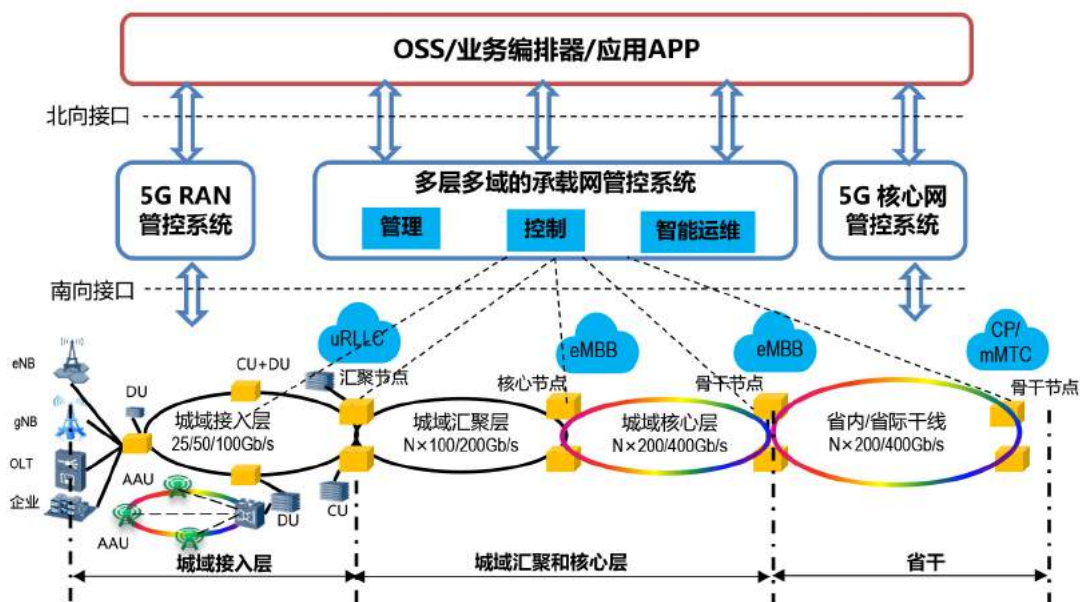 OSS/业务编排器/应用APP
北向接口
5G RAN
管控系统
多层多域的承载网管控系统
管理
控制
智能运维
5G 核心网
管控系统
南向接口
uRLLC
eMBB
eMBB
CP/
mMTC
eNB
gNB
OLT
企业
DU
CU+DU
汇聚节点
核心节点
骨干节点
骨干节点
城域接入层
25/50/100Gb/s
城域汇聚层
N×100/200Gb/s
城域核心层
N×200/400Gb/s
省内/省际干线
N×200/400Gb/s
AAU
AAU
DU
CU
城域接入层
城域汇聚和核心层
省干